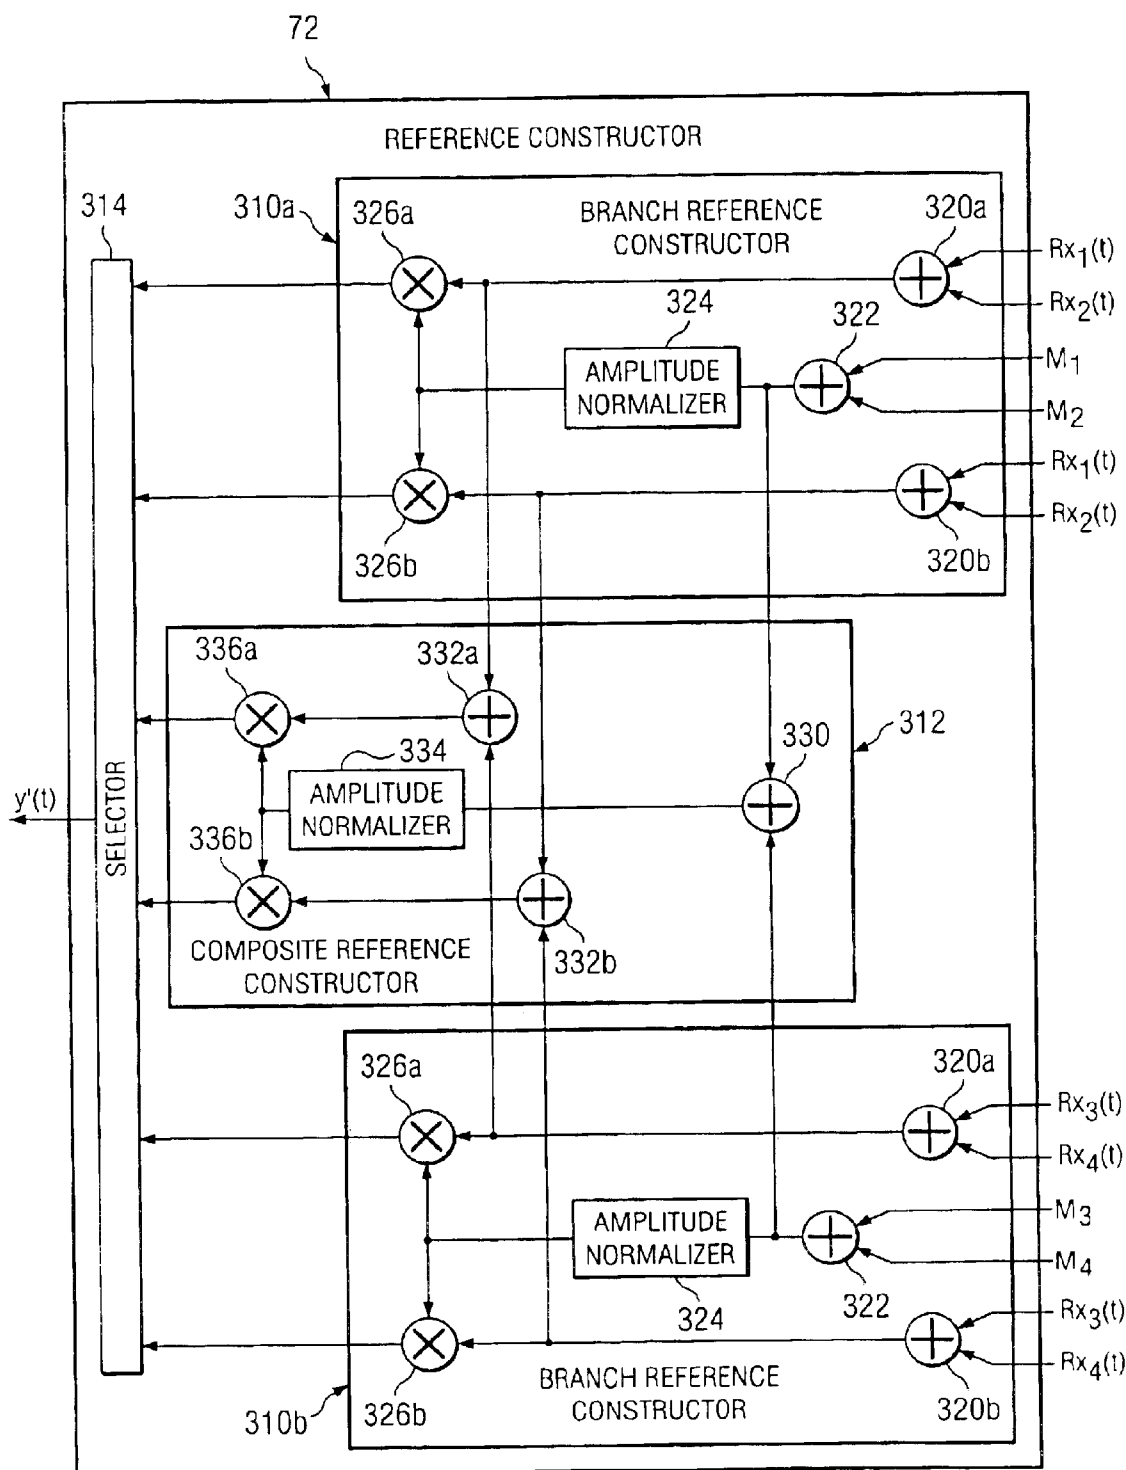 72
REFERENCE CONSTRUCTOR
314
310a
326a
BRANCH REFERENCE
CONSTRUCTOR
320a
Rx1(t)
Rx2(t)
324
322
AMPLITUDE
NORMALIZER
M1
M2
Rx1(t)
Rx2(t)
326b
320b
336a
332a
312
334
330
AMPLITUDE
NORMALIZER
y'(t)
SELECTOR
336b
332b
COMPOSITE REFERENCE
CONSTRUCTOR
326a
320a
Rx3(t)
Rx4(t)
AMPLITUDE
NORMALIZER
M3
M4
324
322
Rx3(t)
Rx4(t)
326b
BRANCH REFERENCE
CONSTRUCTOR
320b
310b